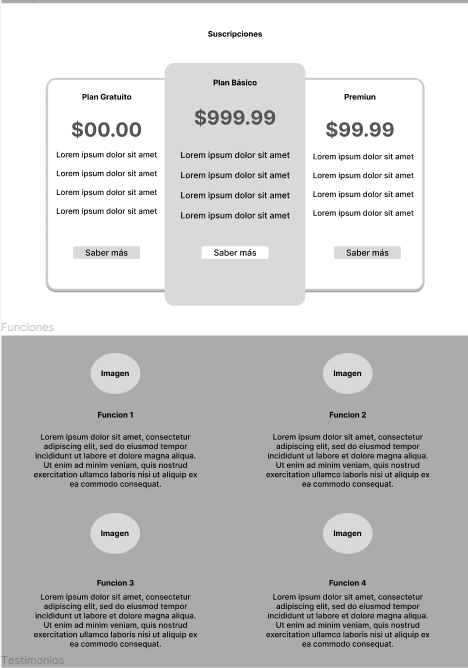 Suscripciones
Plan Gratuito
$00.00
Lorem ipsum dolor sit amet
Lorem ipsum dolor sit amet
Lorem ipsum dolor sit amet
Lorem ipsum dolor sit amet
Saber más
Plan Básico
$999.99
Lorem ipsum dolor sit amet
Lorem ipsum dolor sit amet
Lorem ipsum dolor sit amet
Lorem ipsum dolor sit amet
Saber más
Premiun
$99.99
Lorem ipsum dolor sit amet
Lorem ipsum dolor sit amet
Lorem ipsum dolor sit amet
Lorem ipsum dolor sit amet
Saber más
Funciones
Imagen
Funcion 1
Lorem ipsum dolor sit amet, consectetur
adipiscing elit, sed do eiusmod tempor
incididunt ut labore et dolore magna aliqua.
Ut enim ad minim veniam, quis nostrud
exercitation ullamco laboris nisi ut aliquip ex
ea commodo consequat.
Imagen
Funcion 2
Lorem ipsum dolor sit amet, consectetur
adipiscing elit, sed do eiusmod tempor
incididunt ut labore et dolore magna aliqua.
Ut enim ad minim veniam, quis nostrud
exercitation ullamco laboris nisi ut aliquip ex
ea commodo consequat.
Imagen
Funcion 3
Lorem ipsum dolor sit amet, consectetur
adipiscing elit, sed do eiusmod tempor
incididunt ut labore et dolore magna aliqua.
Ut enim ad minim veniam, quis nostrud
exercitation ullamco laboris nisi ut aliquip ex
ea commodo consequat.
Imagen
Funcion 4
Lorem ipsum dolor sit amet, consectetur
adipiscing elit, sed do eiusmod tempor
incididunt ut labore et dolore magna aliqua.
Ut enim ad minim veniam, quis nostrud
exercitation ullamco laboris nisi ut aliquip ex
ea commodo consequat.
Testimonios